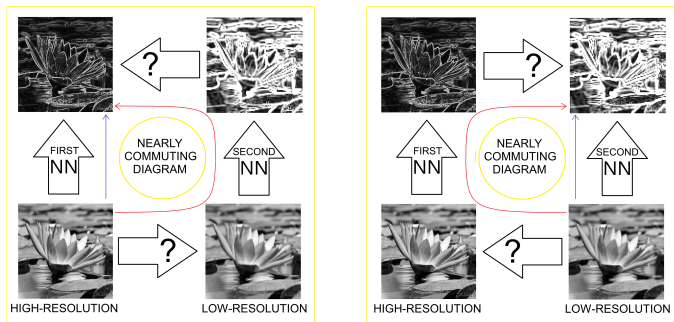 ?
NEARLY
COMMUTING
DIAGRAM
FIRST
NN
SECOND
NN
?
HIGH-RESOLUTION
LOW-RESOLUTION
?
NEARLY
COMMUTING
DIAGRAM
FIRST
NN
SECOND
NN
?
HIGH-RESOLUTION
LOW-RESOLUTION